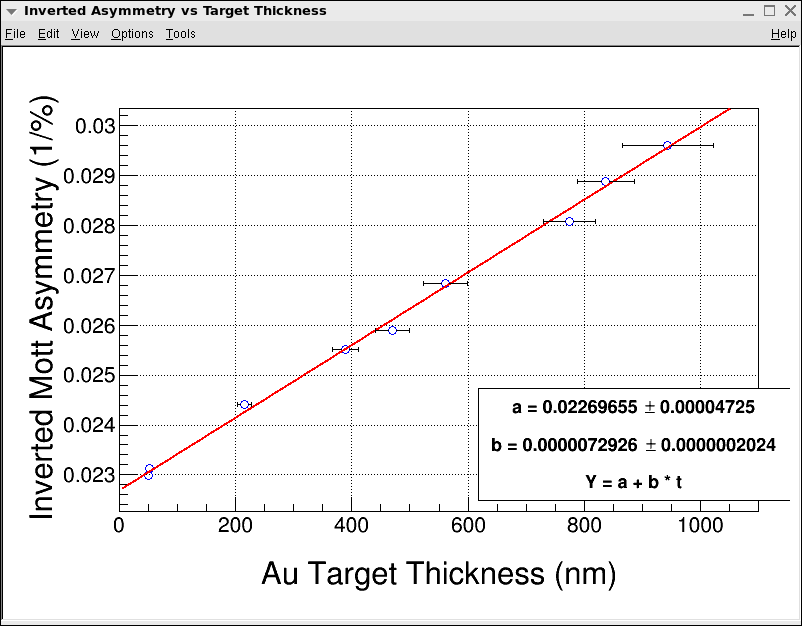 Inverted Asymmetry vs Target Thickness
File Edit View Options Tools Help
Inverted Mott Asymmetry (1/%)
0.03
0.029
0.028
0.027
0.026
0.025
0.024
0.023
a = 0.02269655 ± 0.00004725
b = 0.0000072926 ± 0.0000002024
Y = a + b * t
0 200 400 600 800 1000
Au Target Thickness (nm)